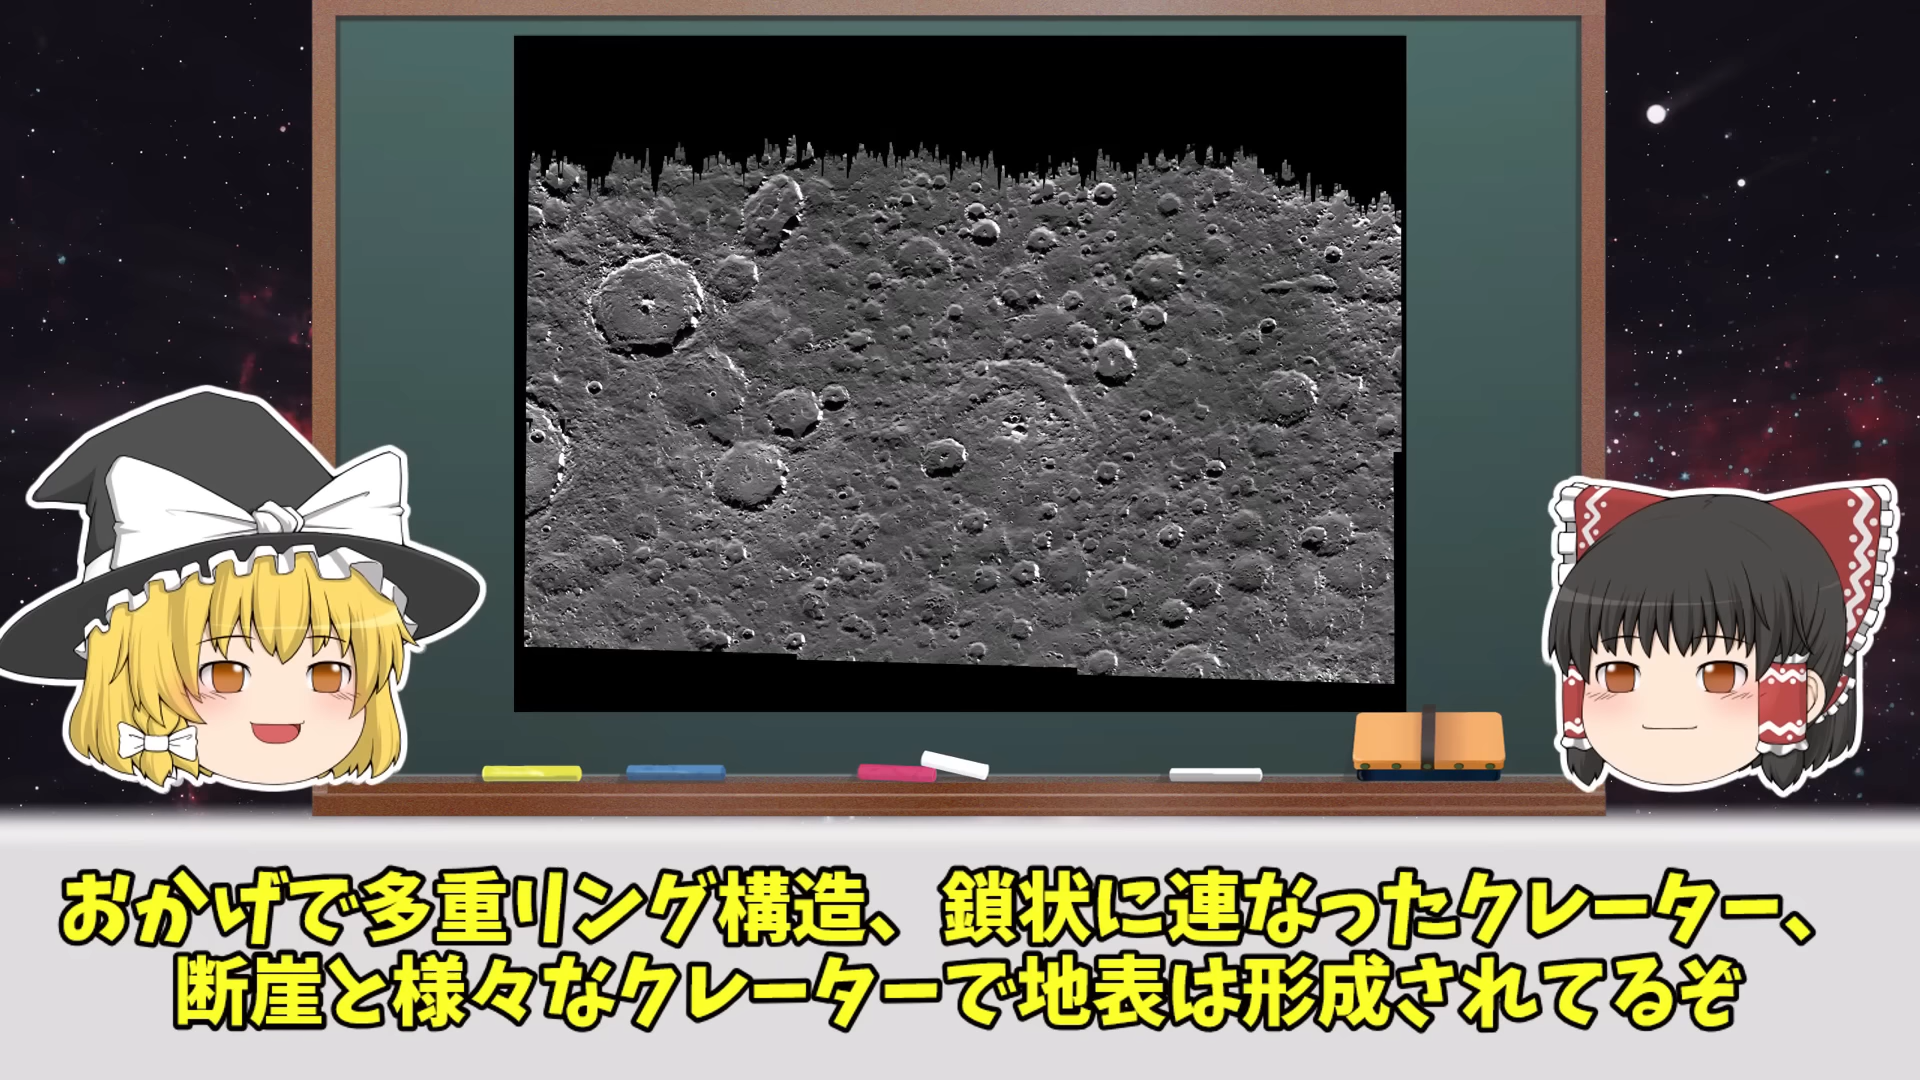 おかげで多重リング構造、鎖状に連なったクレーター、
断崖と様々なクレーターで地表は形成されてるぞ